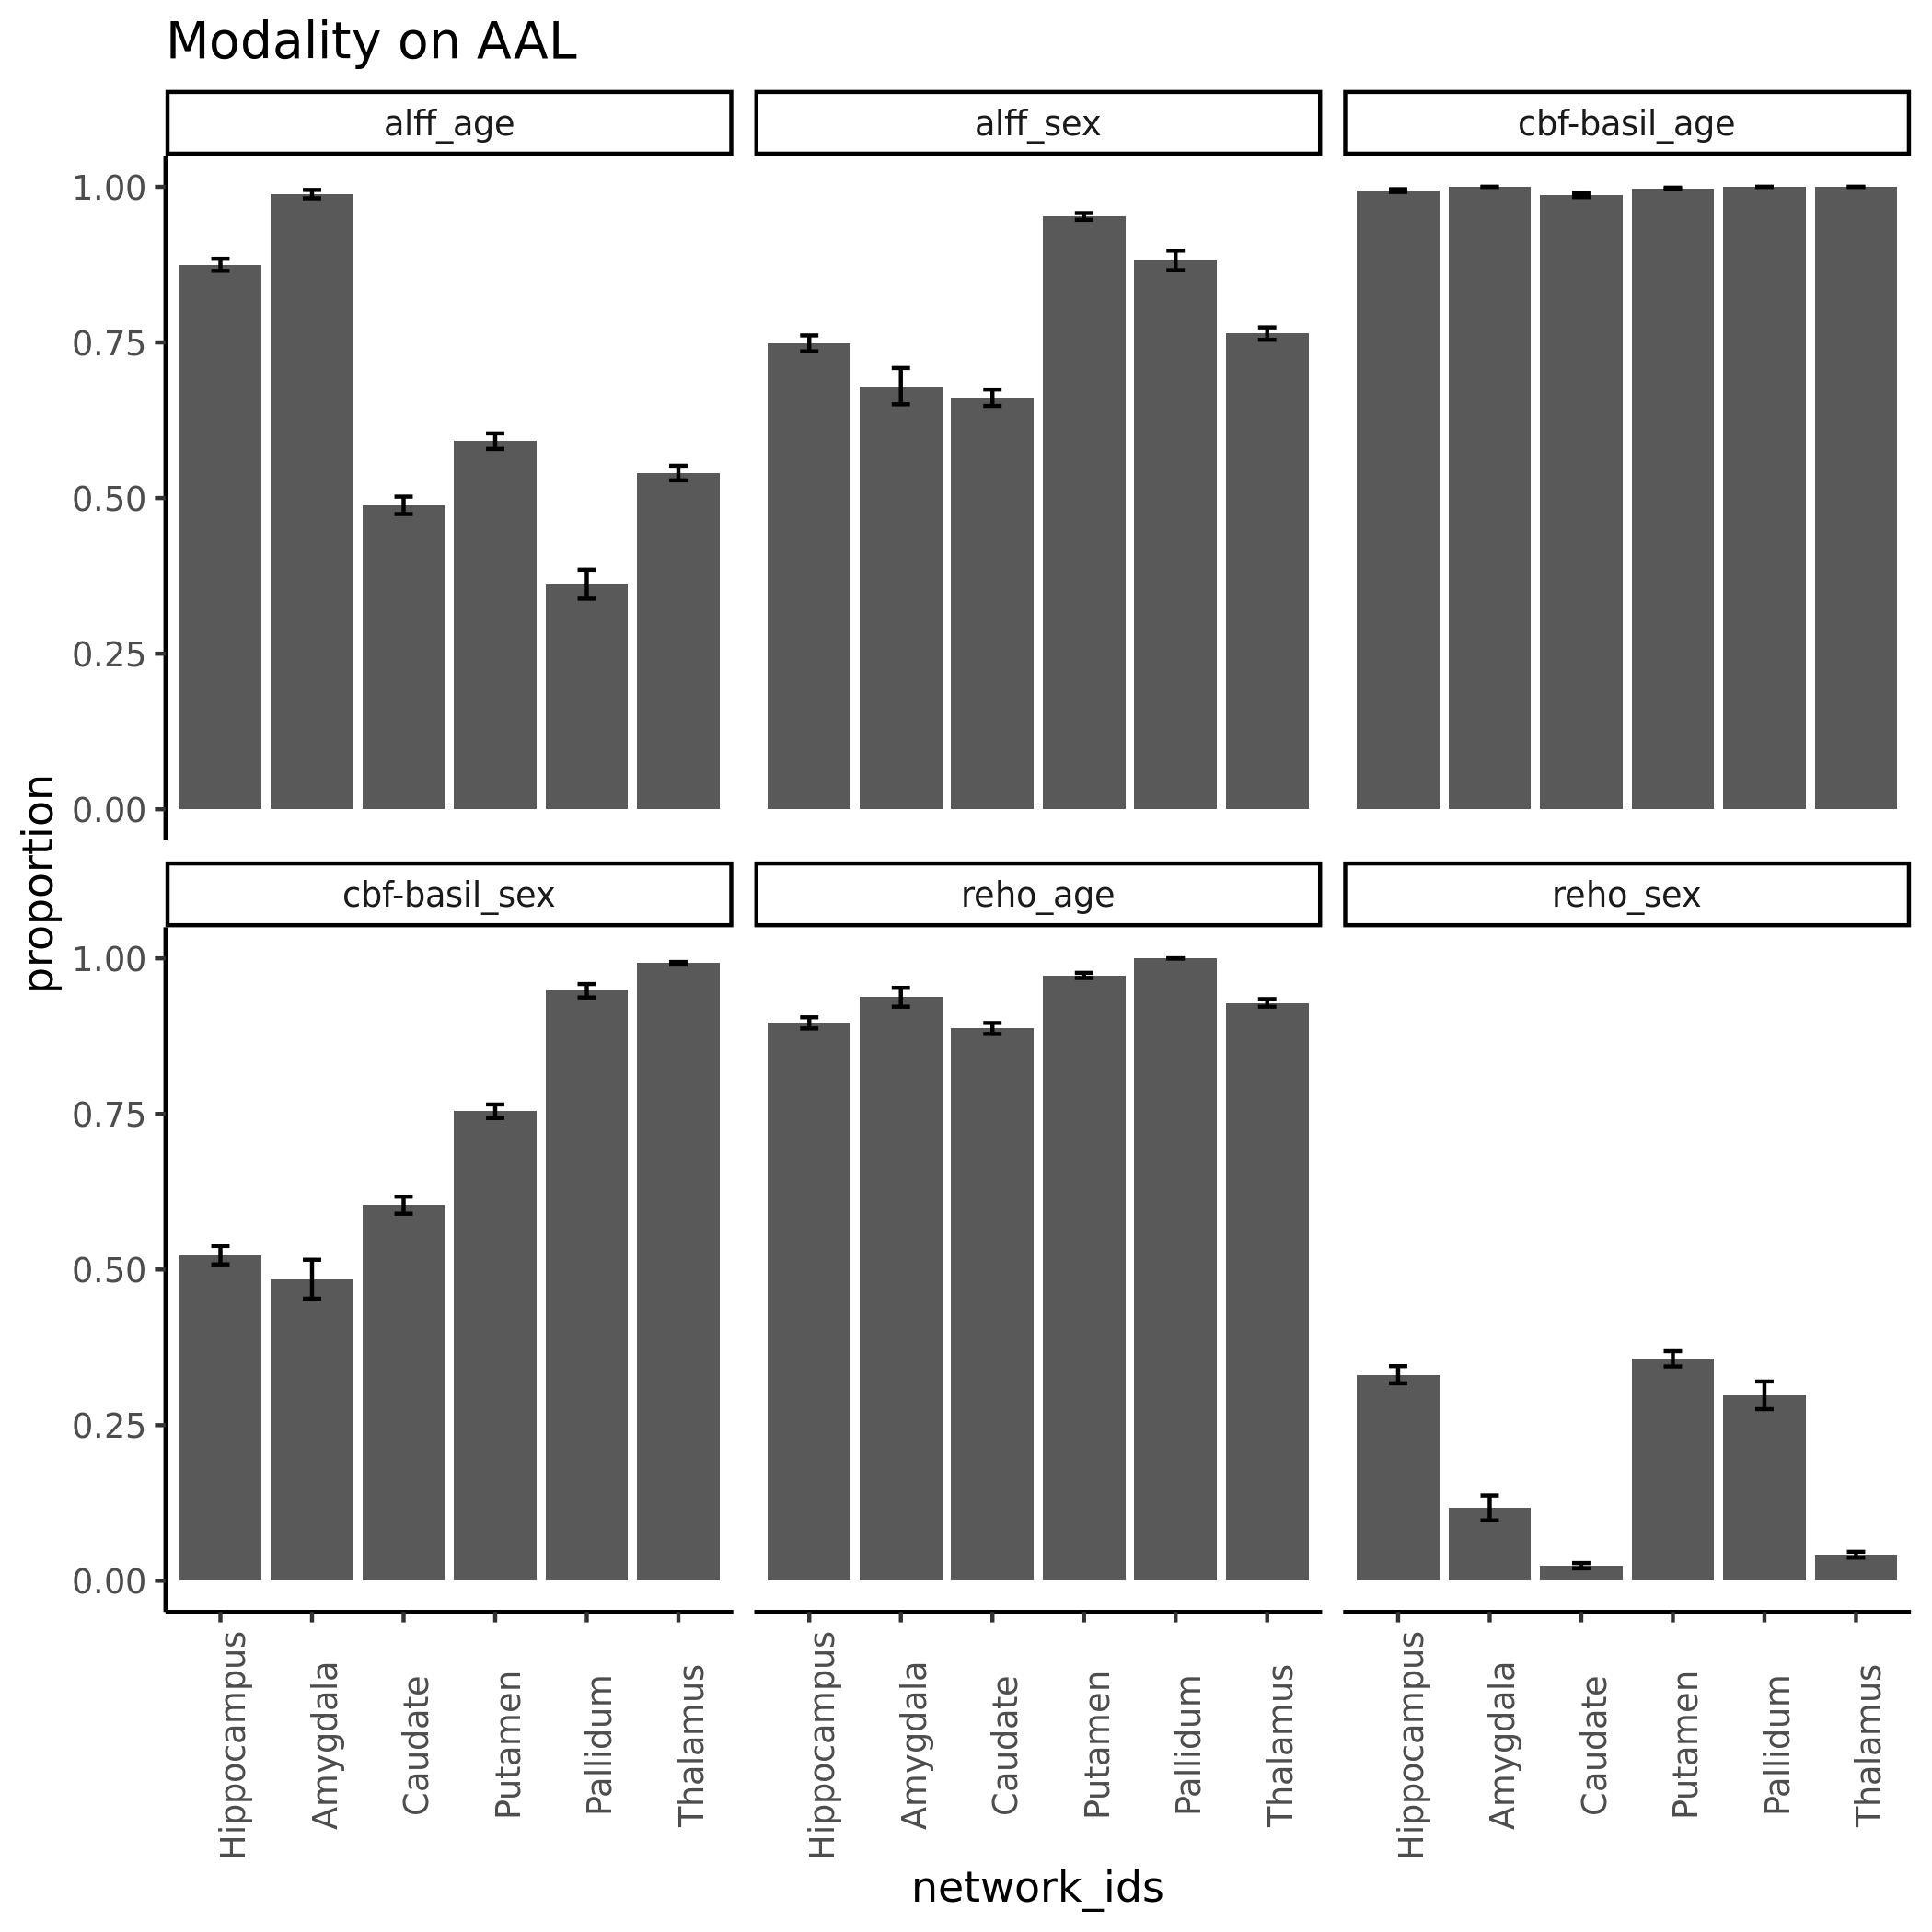 Modality on AAL
alff_age
alff_sex
cbf-basil_age
1.00
0.75
0.50
0.25
0.00
proportion
cbf-basil_sex
reho_age
reho_sex
1.00
0.75
0.50
0.25
0.00
Hippocampus
Amygdala
Caudate
Putamen
Pallidum
Thalamus
Hippocampus
Amygdala
Caudate
Putamen
Pallidum
Thalamus
Hippocampus
Amygdala
Caudate
Putamen
Pallidum
Thalamus
network_ids